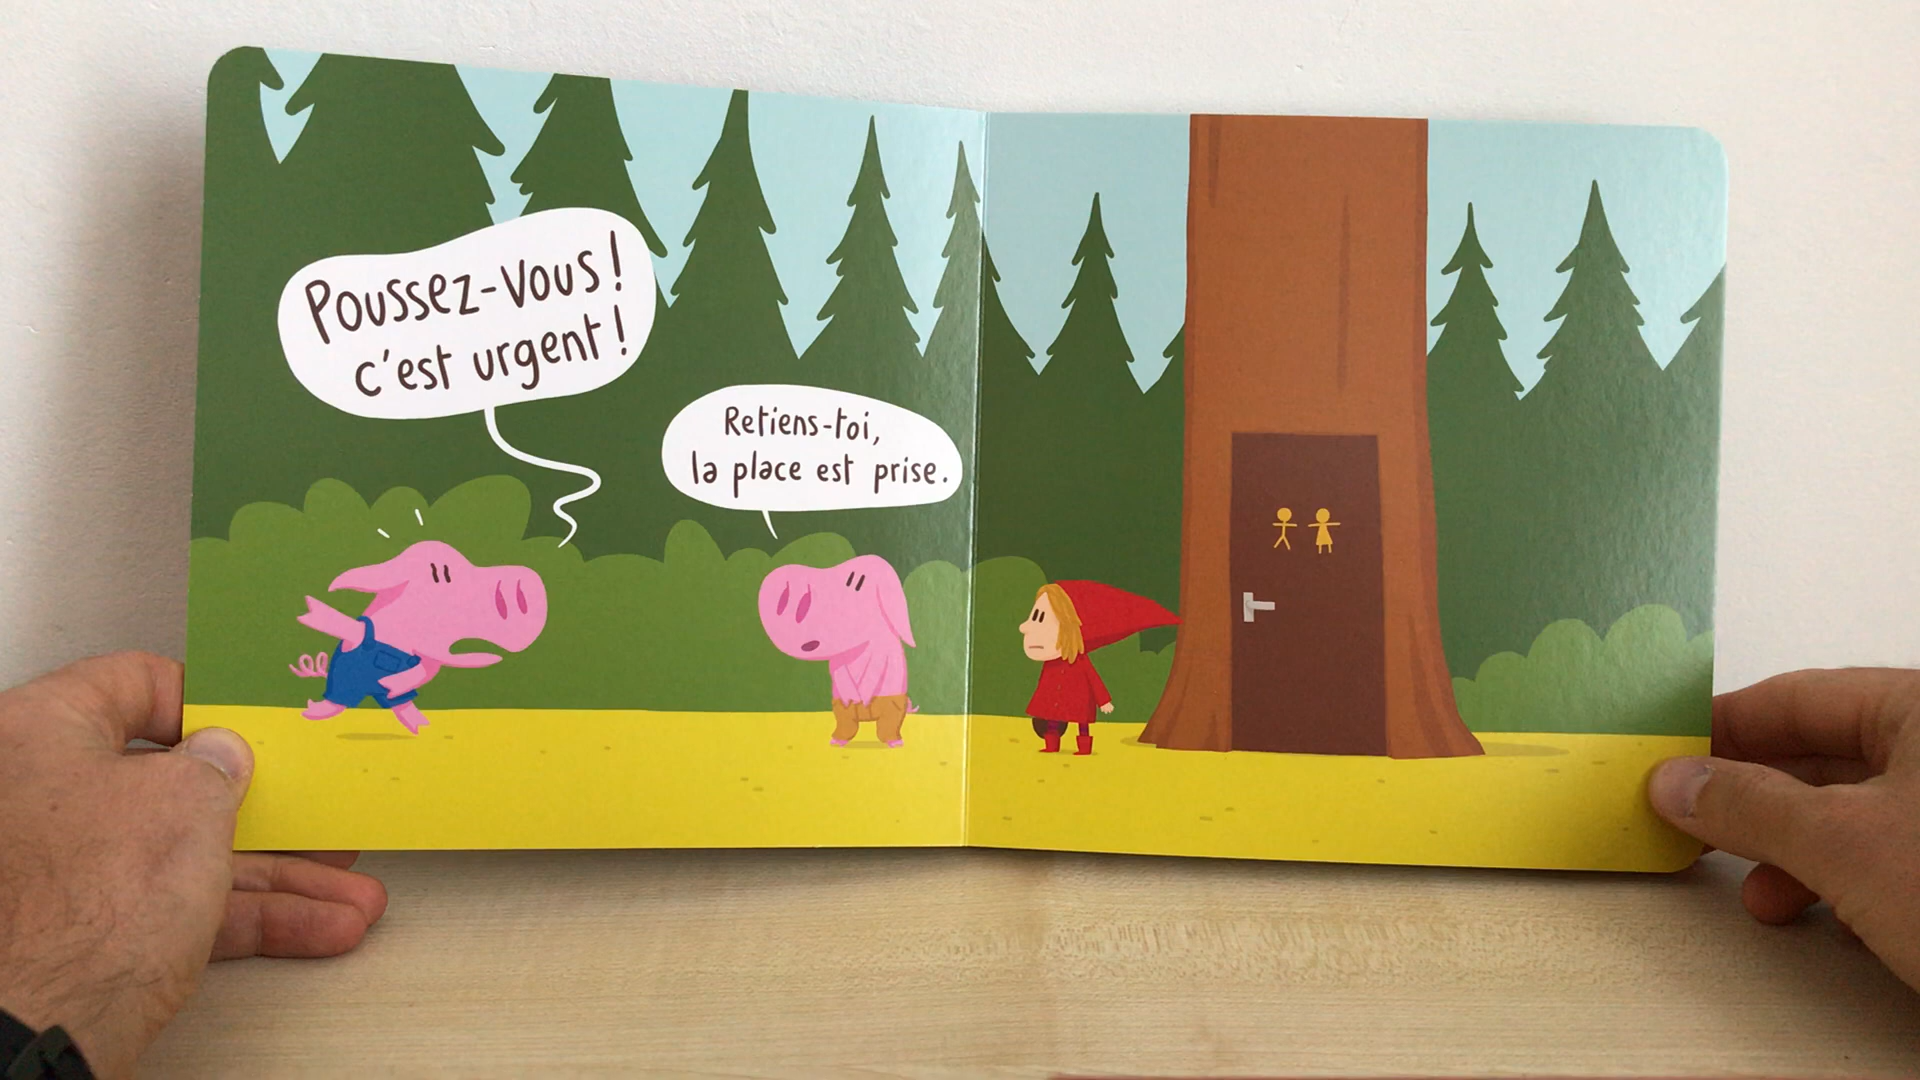 Poussez-vous !
c'est urgent !
Retiens-toi,
la place est prise.